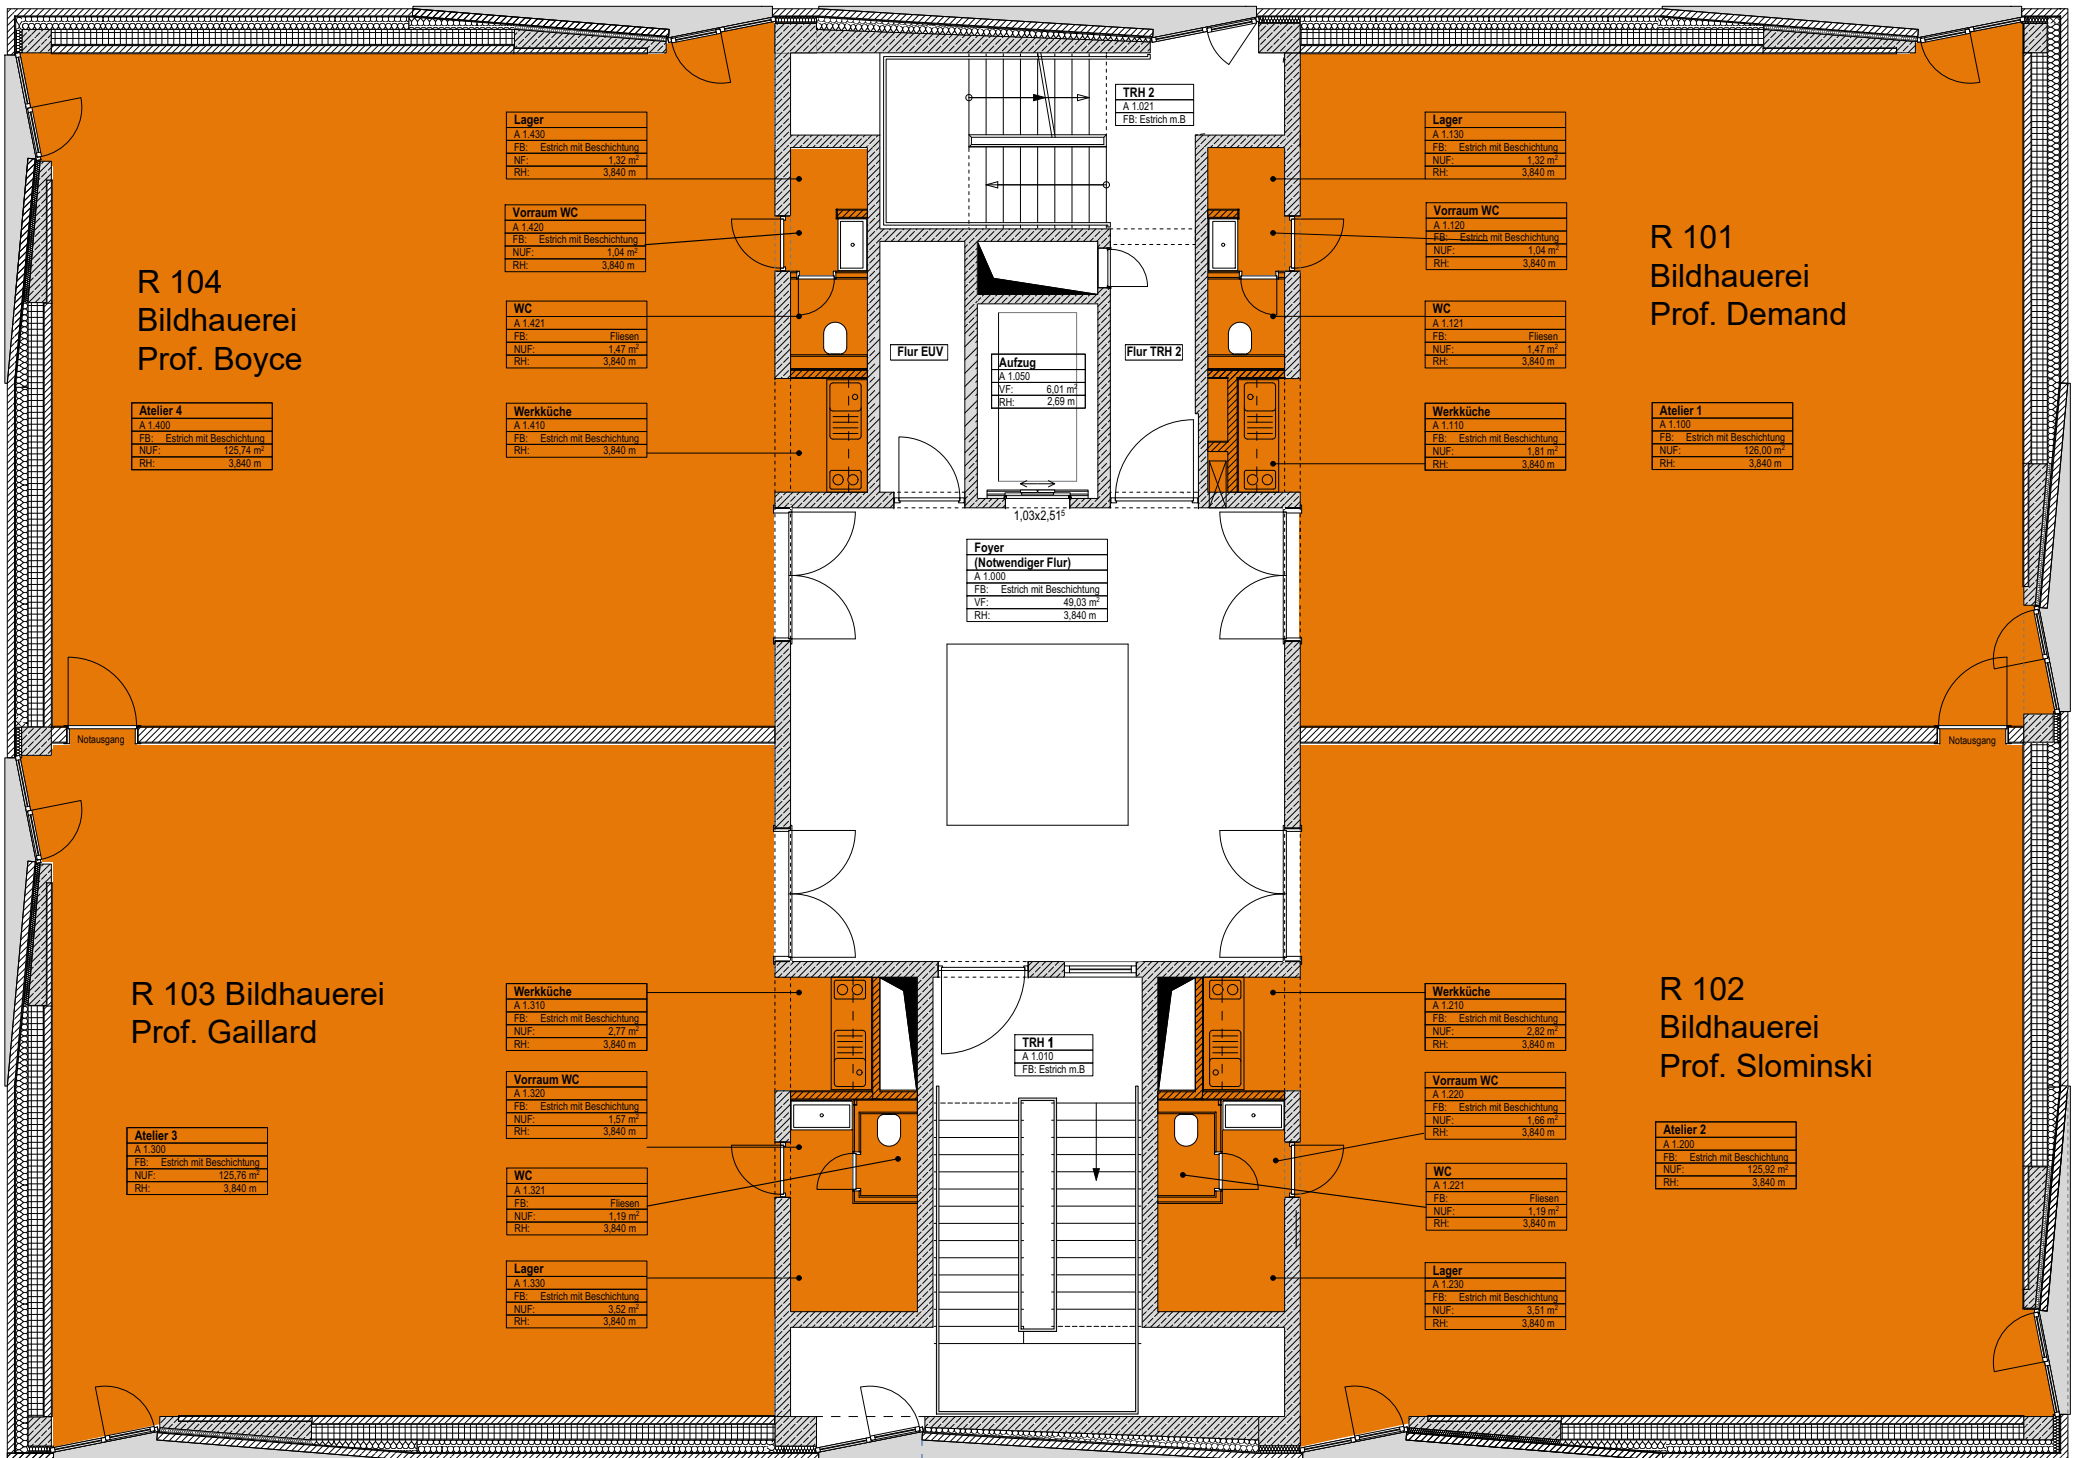 TRH 2
A 1.021
FB: Estrich m.B
Lager
A 1.430
FB: Estrich mit Beschichtung
NF: 1,32 m²
RH: 3,840 m
Vorraum WC
A 1.420
FB: Estrich mit Beschichtung
NUF: 1,04 m²
RH: 3,840 m
WC
A 1.421
FB: Fliesen
NUF: 1,47 m²
RH: 3,840 m
Werkküche
A 1.410
FB: Estrich mit Beschichtung
RH: 3,840 m
R 104
Bildhauerei
Prof. Boyce
Atelier 4
A 1.400
FB: Estrich mit Beschichtung
NUF: 125,74 m²
RH: 3,840 m
Flur EUV
Aufzug
A 1.050
VF: 6,01 m²
RH: 2,69 m
Flur TRH 2
1,03x2,51⁵
Lager
A 1.130
FB: Estrich mit Beschichtung
NUF: 1,32 m²
RH: 3,840 m
Vorraum WC
A 1.120
FB: Estrich mit Beschichtung
NUF: 1,04 m²
RH: 3,840 m
WC
A 1.121
FB: Fliesen
NUF: 1,47 m²
RH: 3,840 m
Werkküche
A 1.110
FB: Estrich mit Beschichtung
NUF: 1,81 m²
RH: 3,840 m
R 101
Bildhauerei
Prof. Demand
Atelier 1
A 1.100
FB: Estrich mit Beschichtung
NUF: 126,00 m²
RH: 3,840 m
Foyer
(Notwendiger Flur)
A 1.000
FB: Estrich mit Beschichtung
VF: 49,03 m²
RH: 3,840 m
Notausgang
Notausgang
R 103 Bildhauerei
Prof. Gaillard
Atelier 3
A 1.300
FB: Estrich mit Beschichtung
NUF: 125,76 m²
RH: 3,840 m
Werkküche
A 1.310
FB: Estrich mit Beschichtung
NUF: 2,77 m²
RH: 3,840 m
Vorraum WC
A 1.320
FB: Estrich mit Beschichtung
NUF: 1,57 m²
RH: 3,840 m
WC
A 1.321
FB: Fliesen
NUF: 1,19 m²
RH: 3,840 m
Lager
A 1.330
FB: Estrich mit Beschichtung
NUF: 3,52 m²
RH: 3,840 m
TRH 1
A 1.010
FB: Estrich m.B
Werkküche
A 1.210
FB: Estrich mit Beschichtung
NUF: 2,82 m²
RH: 3,840 m
Vorraum WC
A 1.220
FB: Estrich mit Beschichtung
NUF: 1,66 m²
RH: 3,840 m
WC
A 1.221
FB: Fliesen
NUF: 1,19 m²
RH: 3,840 m
Lager
A 1.230
FB: Estrich mit Beschichtung
NUF: 3,51 m²
RH: 3,840 m
R 102
Bildhauerei
Prof. Slominski
Atelier 2
A 1.200
FB: Estrich mit Beschichtung
NUF: 125,92 m²
RH: 3,840 m